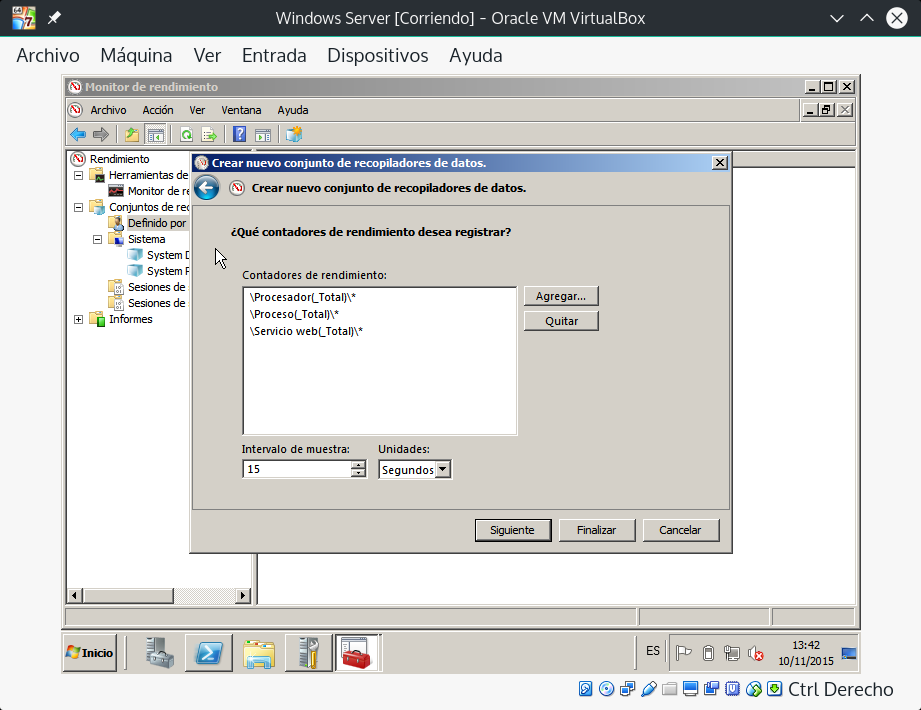 Windows Server [Corriendo] - Oracle VM VirtualBox
Archivo Máquina Ver Entrada Dispositivos Ayuda
Monitor de rendimiento
Archivo Acción Ver Ventana Ayuda
Rendimiento
Herramientas de
Monitor de re
Conjuntos de rec
Definido por
Sistema
System D
System P
Sesiones de
Sesiones de
Informes
Crear nuevo conjunto de recopiladores de datos.
Crear nuevo conjunto de recopiladores de datos.
¿Qué contadores de rendimiento desea registrar?
Contadores de rendimiento:
\Procesador(_Total)\*
\Proceso(_Total)\*
\Servicio web(_Total)\*
Agregar...
Quitar
Intervalo de muestra: Unidades:
15 Segundos
Siguiente Finalizar Cancelar
Inicio
ES
13:42
10/11/2015
Ctrl Derecho